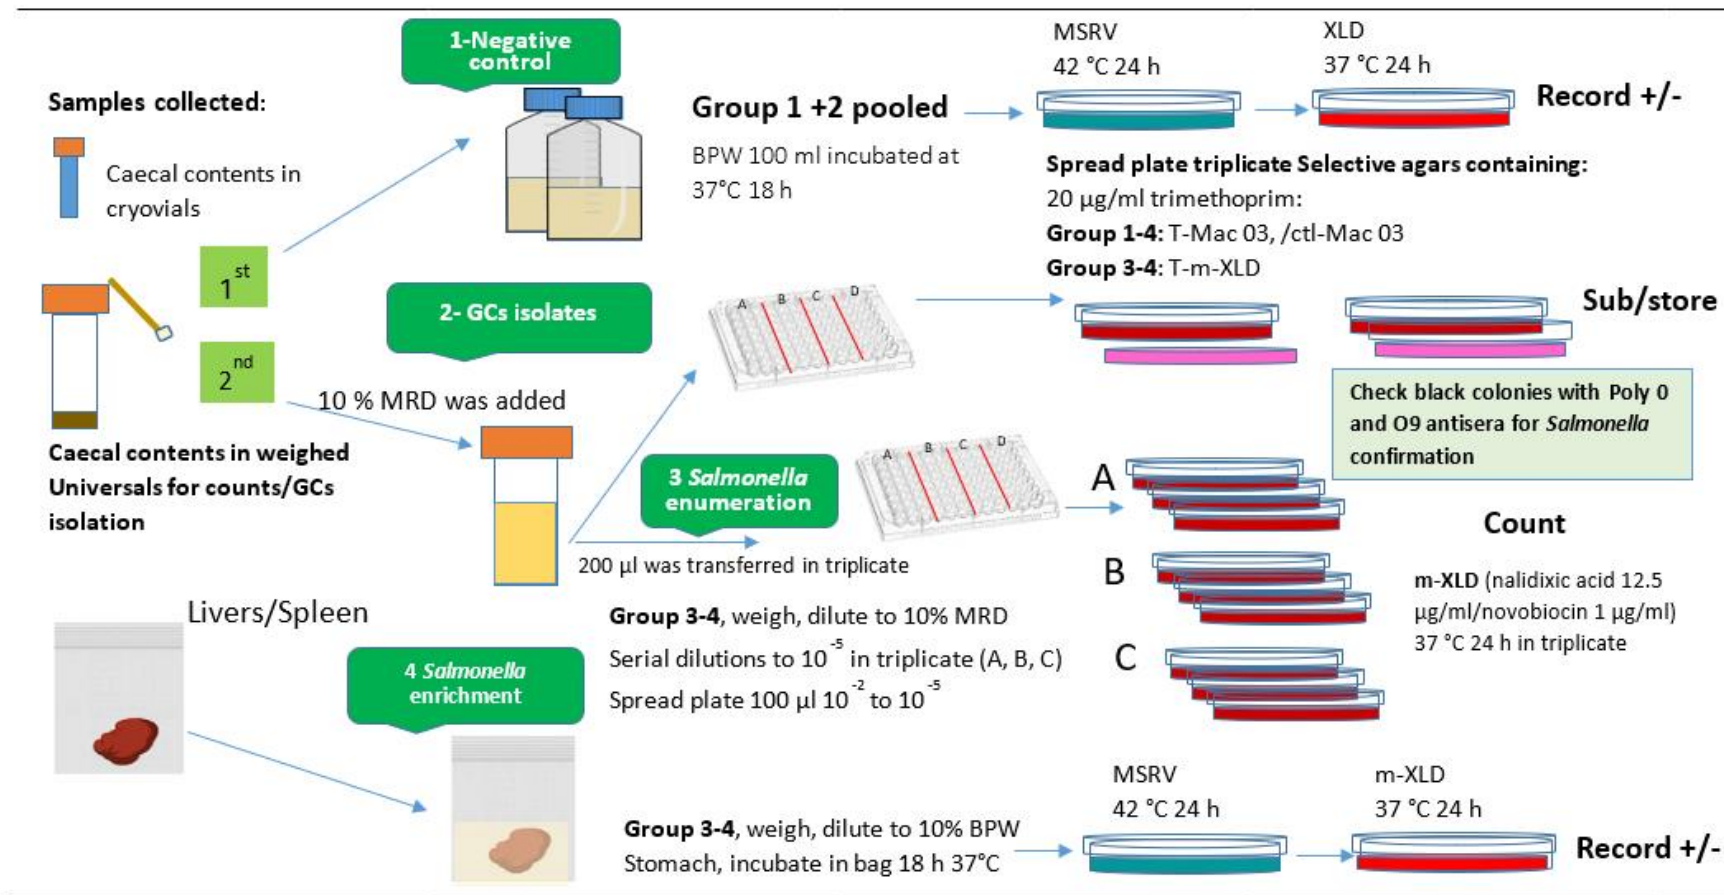 1-Negative
control
MSRV
42 °C 24 h
XLD
37 °C 24 h
Record +/-
Samples collected:
Caecal contents in
cryovials
Group 1 +2 pooled
BPW 100 ml incubated at
37°C 18 h
Spread plate triplicate Selective agars containing:
20 µg/ml trimethoprim:
Group 1-4: T-Mac 03, /ctl-Mac 03
Group 3-4: T-m-XLD
1st
2nd
2- GCs isolates
A B C D
Sub/store
10 % MRD was added
Check black colonies with Poly 0
and O9 antisera for Salmonella
confirmation
Caecal contents in weighed
Universals for counts/GCs
isolation
3 Salmonella
enumeration
A B C D
200 µl was transferred in triplicate
A
B
C
Count
m-XLD (nalidixic acid 12.5
µg/ml/novobiocin 1 µg/ml)
37 °C 24 h in triplicate
Livers/Spleen
4 Salmonella
enrichment
Group 3-4, weigh, dilute to 10% MRD
Serial dilutions to 10-5 in triplicate (A, B, C)
Spread plate 100 µl 10-2 to 10-5
Group 3-4, weigh, dilute to 10% BPW
Stomach, incubate in bag 18 h 37°C
MSRV
42 °C 24 h
m-XLD
37 °C 24 h
Record +/-